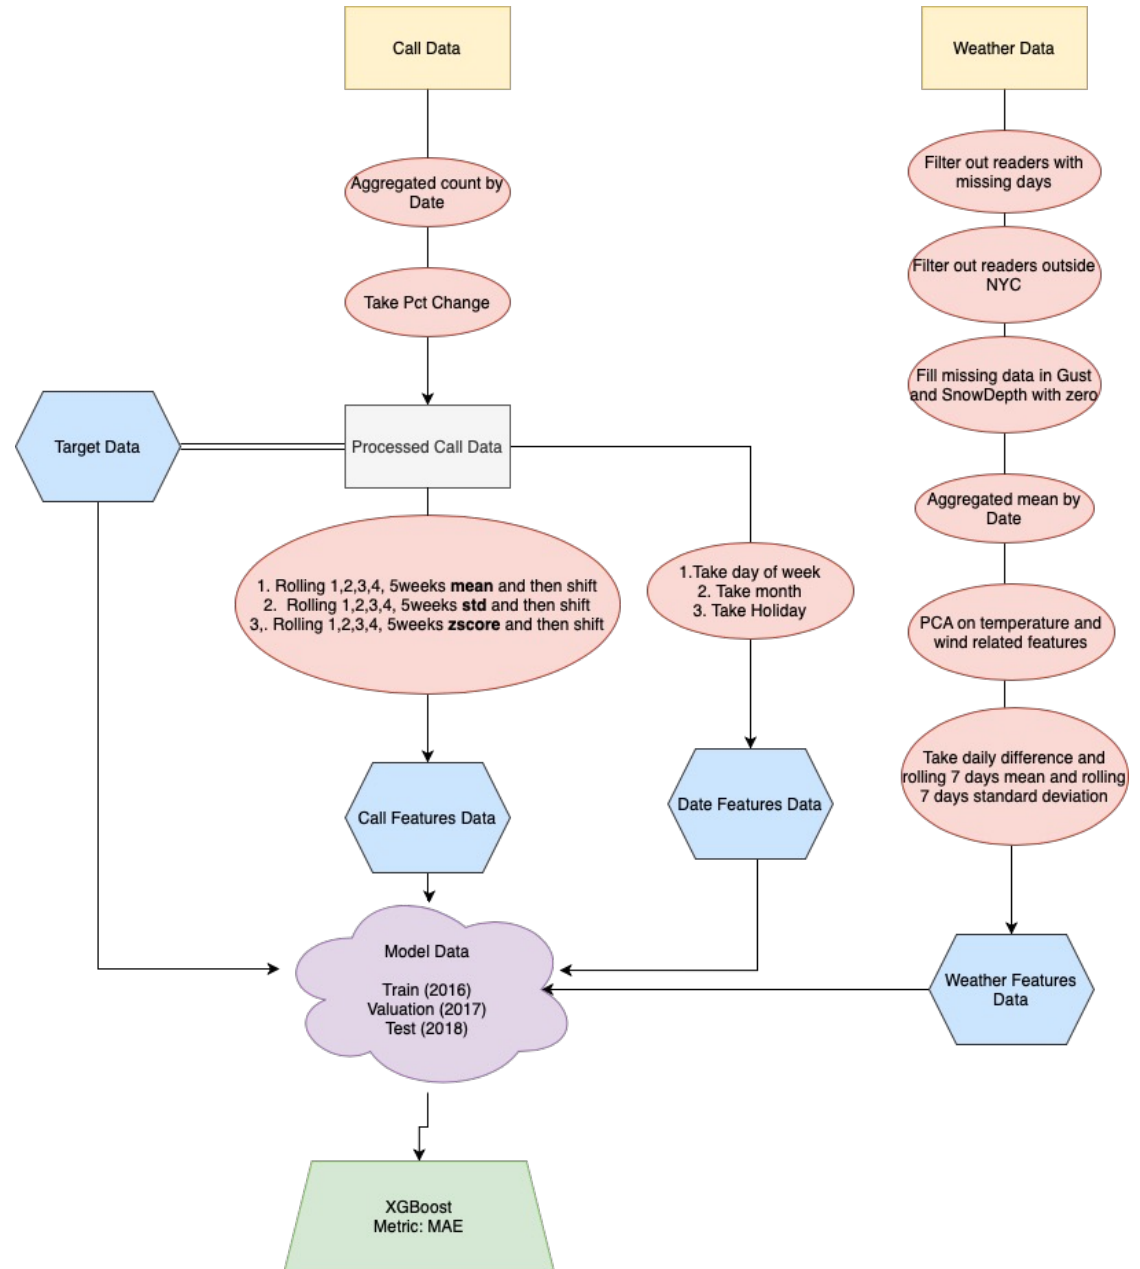 Call Data
Weather Data
Filter out readers with
missing days
Aggregated count by
Date
Filter out readers outside
NYC
Take Pct Change
Fill missing data in Gust
and SnowDepth with zero
Target Data
Processed Call Data
Aggregated mean by
Date
1. Rolling 1,2,3,4, 5weeks mean and then shift
2. Rolling 1,2,3,4, 5weeks std and then shift
3,. Rolling 1,2,3,4, 5weeks zscore and then shift
1.Take day of week
2. Take month
3. Take Holiday
PCA on temperature and
wind related features
Take daily difference and
rolling 7 days mean and rolling
7 days standard deviation
Call Features Data
Date Features Data
Model Data
Train (2016)
Valuation (2017)
Test (2018)
Weather Features
Data
XGBoost
Metric: MAE